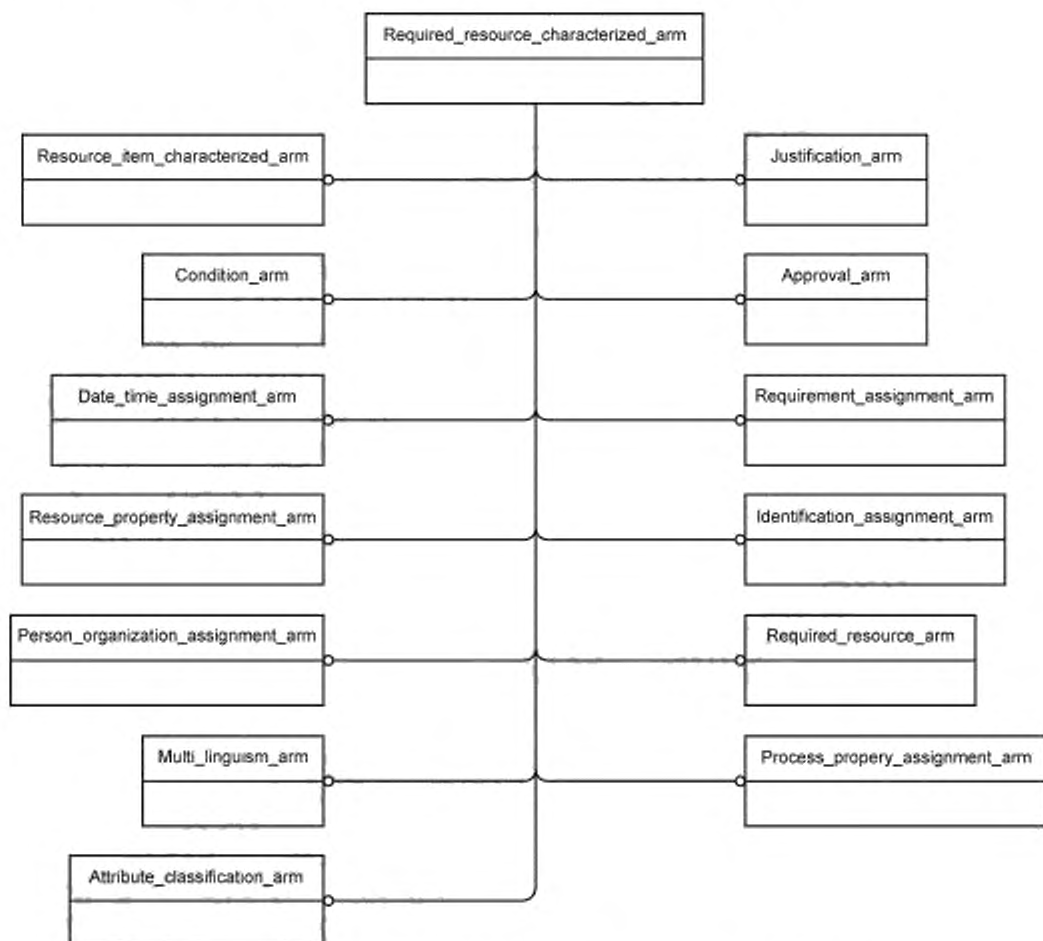 Required_resource_characterized_arm
Resource_item_characterized_arm
Justification_arm
Condition_arm
Approval_arm
Date_time_assignment_arm
Requirement_assignment_arm
Resource_property_assignment_arm
Identification_assignment_arm
Person_organization_assignment_arm
Required_resource_arm
Multi_linguism_arm
Process_propery_assignment_arm
Attribute_classification_arm